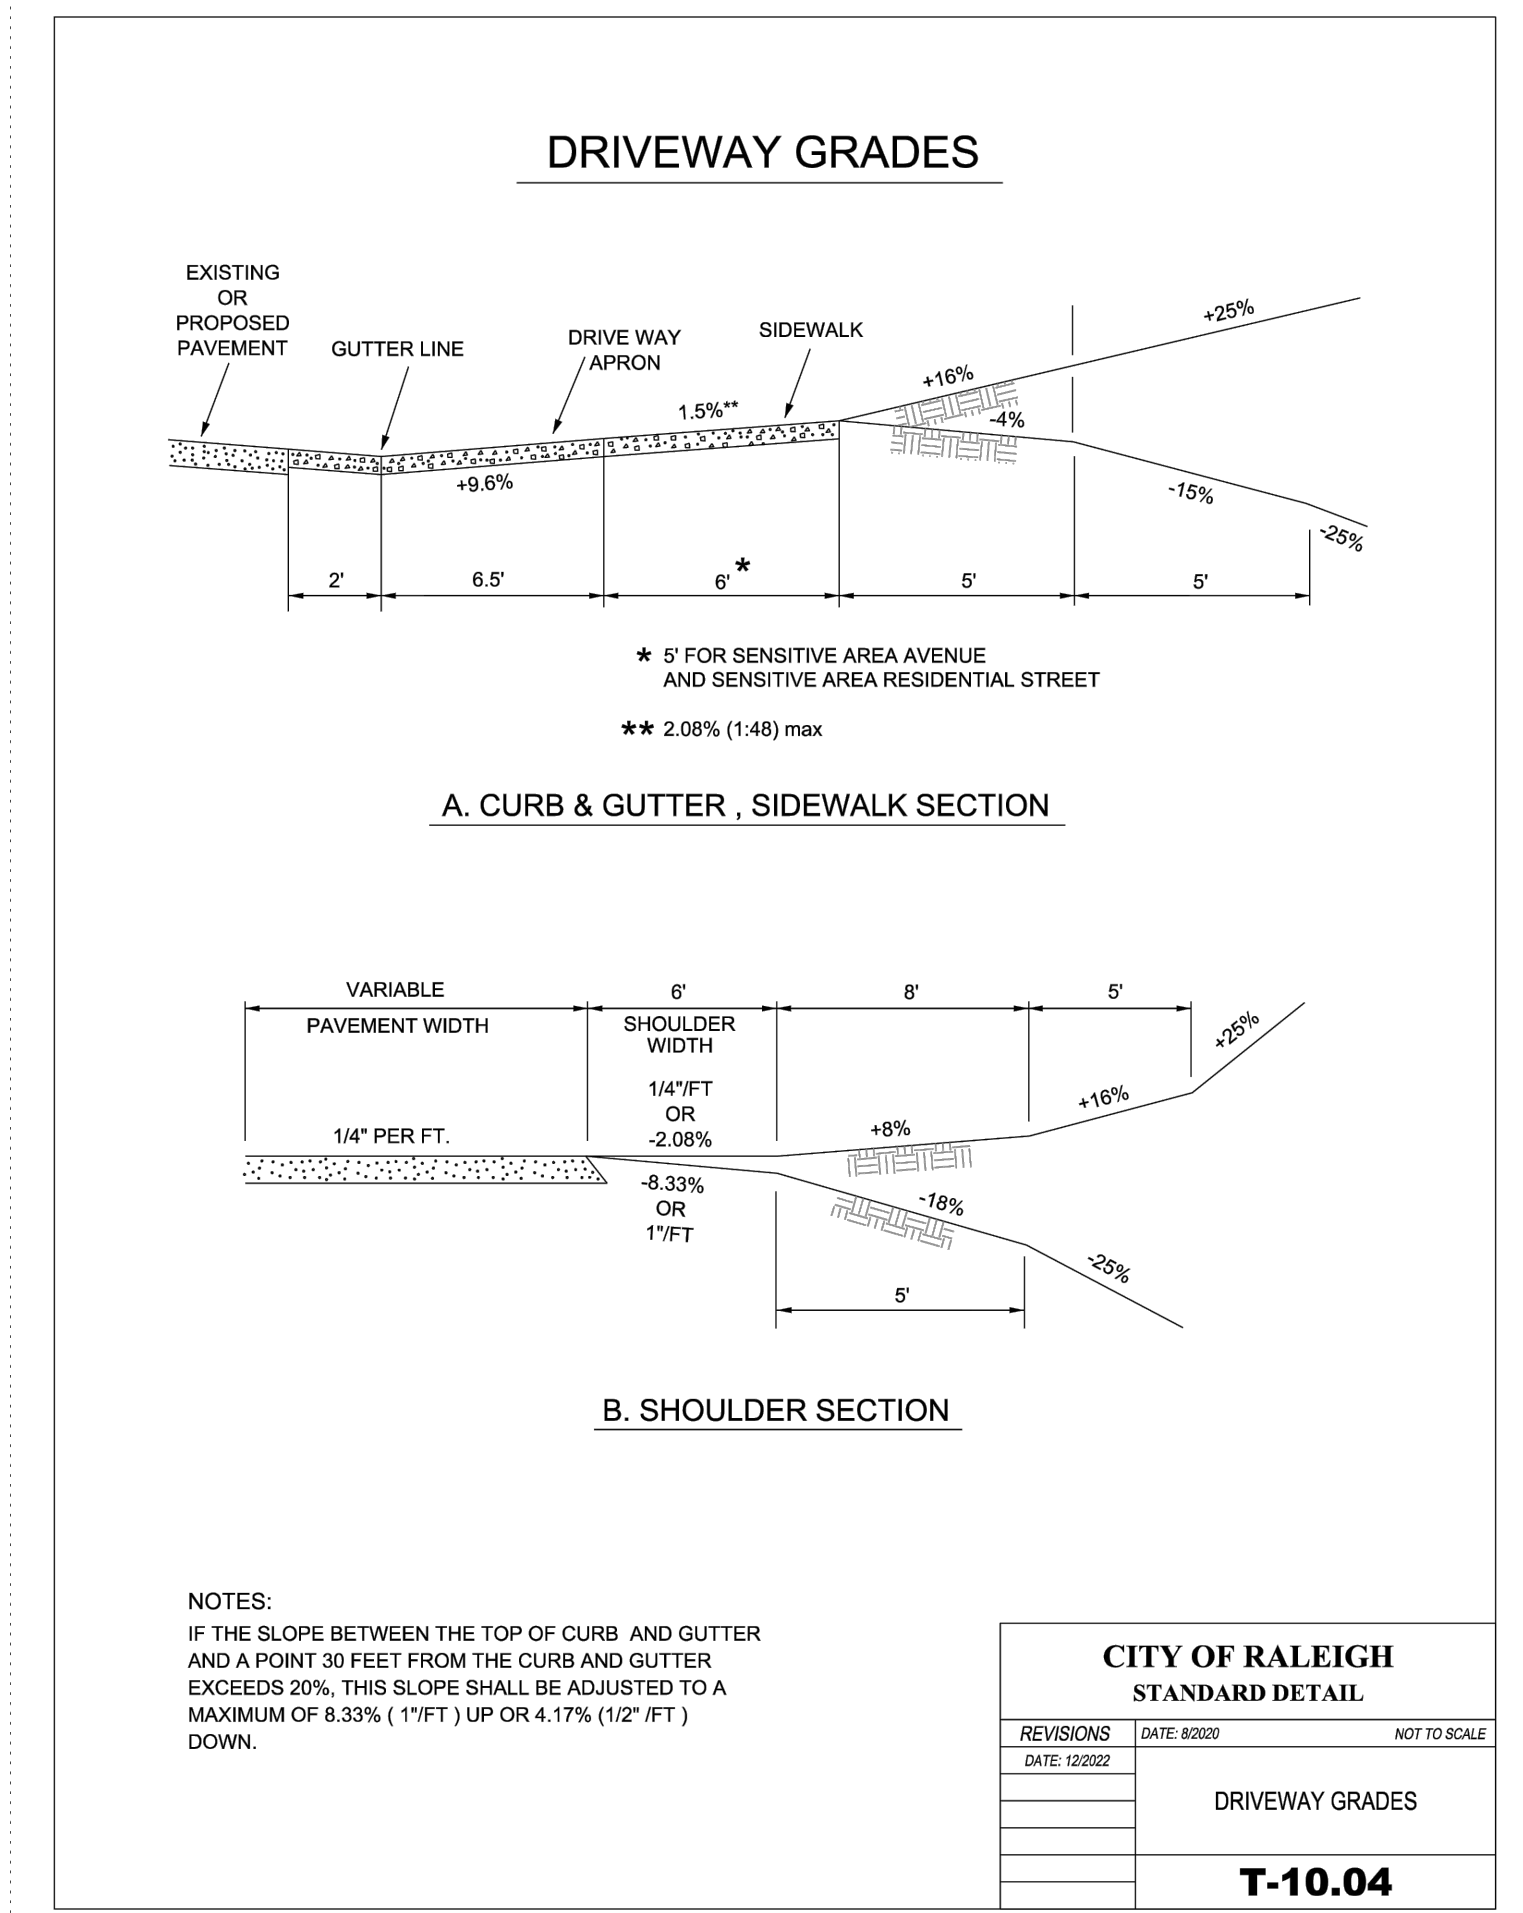 DRIVEWAY GRADES
EXISTING
OR
PROPOSED
PAVEMENT
GUTTER LINE
DRIVE WAY
APRON
SIDEWALK
1.5%**
+9.6%
+16%
+25%
-4%
-15%
-25%
2'
6.5'
6' *
5'
5'
* 5' FOR SENSITIVE AREA AVENUE
AND SENSITIVE AREA RESIDENTIAL STREET
** 2.08% (1:48) max
A. CURB & GUTTER , SIDEWALK SECTION
VARIABLE
PAVEMENT WIDTH
6'
SHOULDER
WIDTH
8'
5'
1/4"/FT
OR
-2.08%
1/4" PER FT.
+8%
+16%
+25%
-8.33%
OR
1"/FT
-18%
-25%
5'
B. SHOULDER SECTION
NOTES:
IF THE SLOPE BETWEEN THE TOP OF CURB AND GUTTER
AND A POINT 30 FEET FROM THE CURB AND GUTTER
EXCEEDS 20%, THIS SLOPE SHALL BE ADJUSTED TO A
MAXIMUM OF 8.33% ( 1"/FT ) UP OR 4.17% (1/2" /FT )
DOWN.
CITY OF RALEIGH
STANDARD DETAIL
REVISIONS
DATE: 8/2020
NOT TO SCALE
DATE: 12/2022
DRIVEWAY GRADES
T-10.04